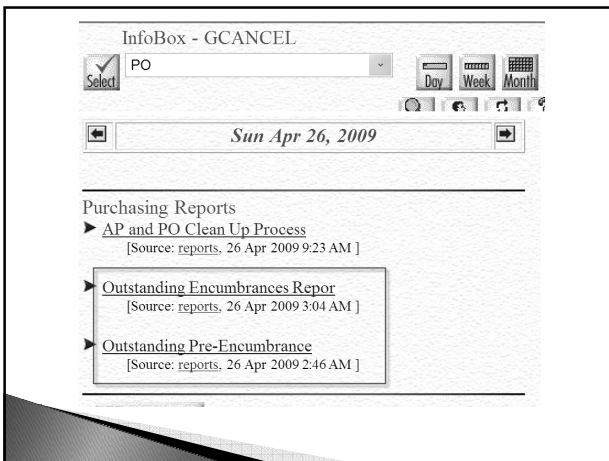 InfoBox - GCANCEL
Select
PO
Day Week Month
Sun Apr 26, 2009
Purchasing Reports
AP and PO Clean Up Process
[Source: reports, 26 Apr 2009 9:23 AM ]
Outstanding Encumbrances Repor
[Source: reports, 26 Apr 2009 3:04 AM ]
Outstanding Pre-Encumbrance
[Source: reports, 26 Apr 2009 2:46 AM ]